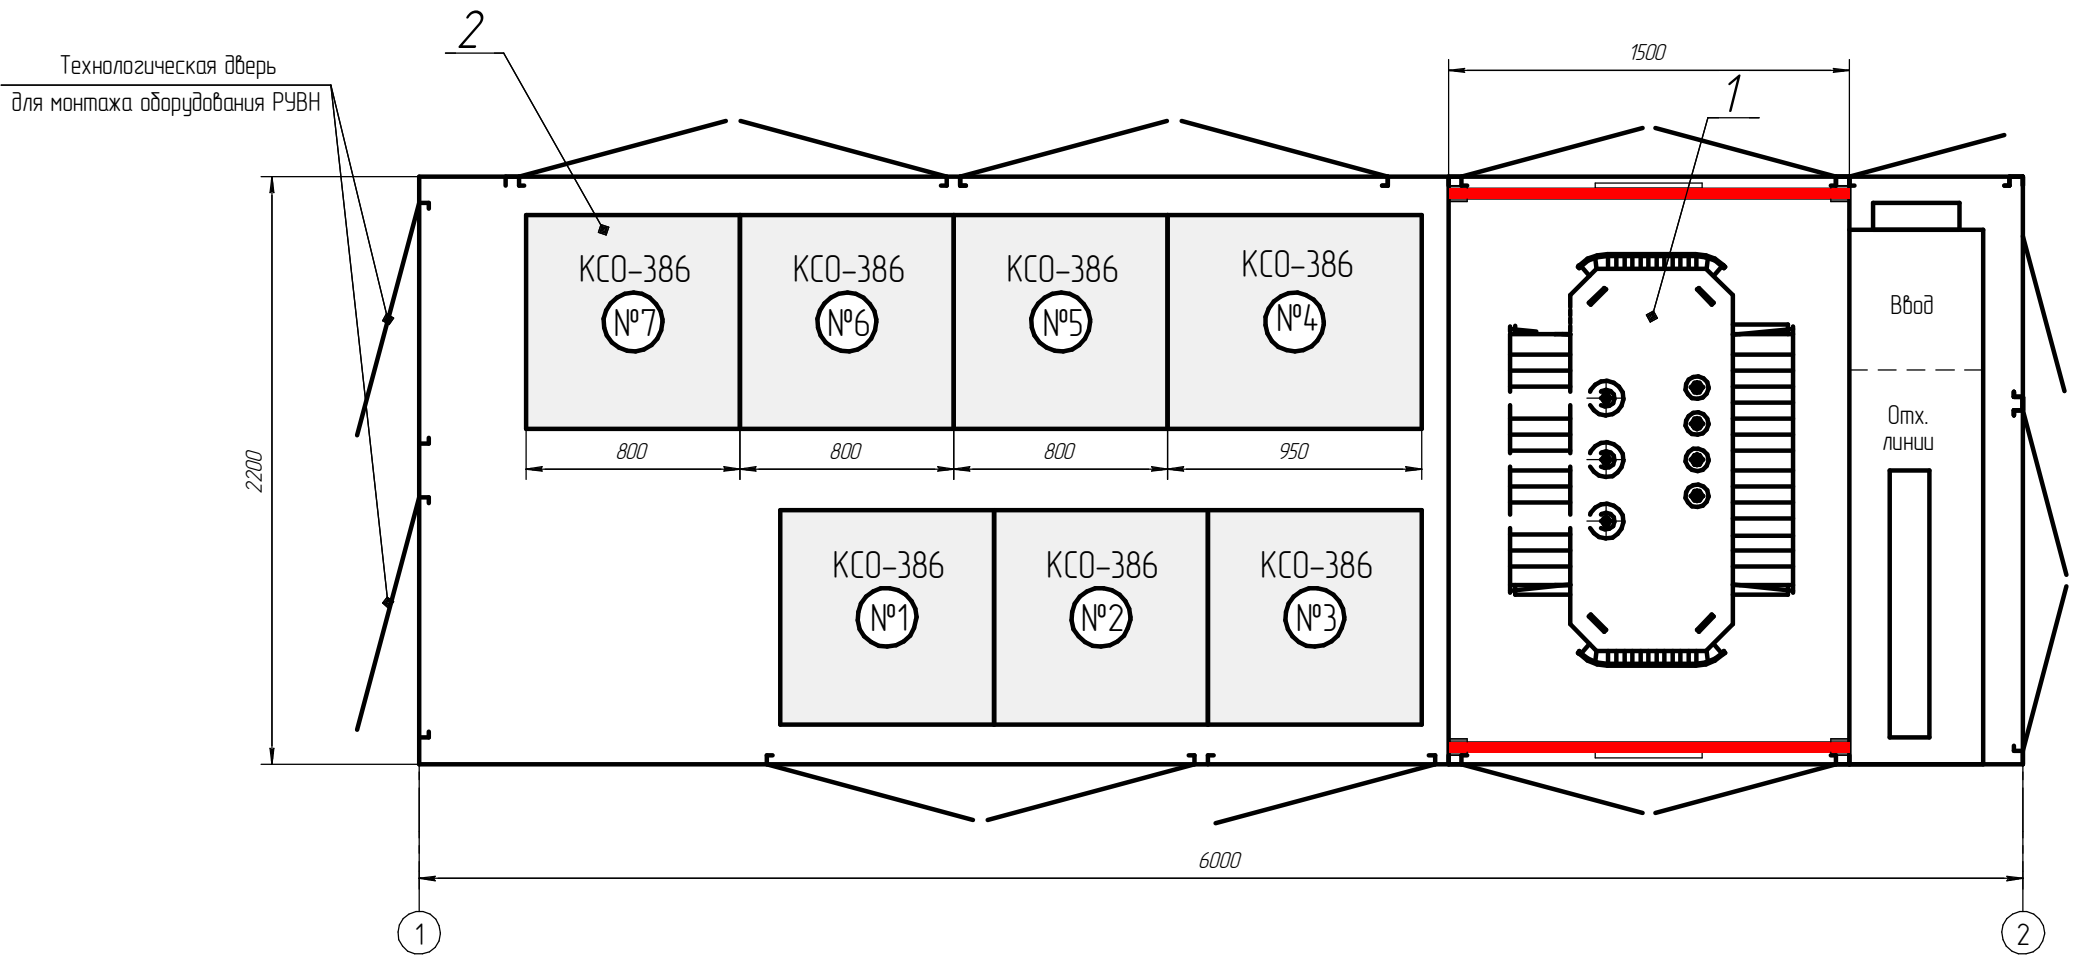 2
Технологическая дверь
для монтажа оборудования РУВН
1500
1
КСО-386
КСО-386
КСО-386
КСО-386
№7
№6
№5
№4
Ввод
Отх.
линии
800
800
800
950
2200
КСО-386
КСО-386
КСО-386
№1
№2
№3
6000
1
2